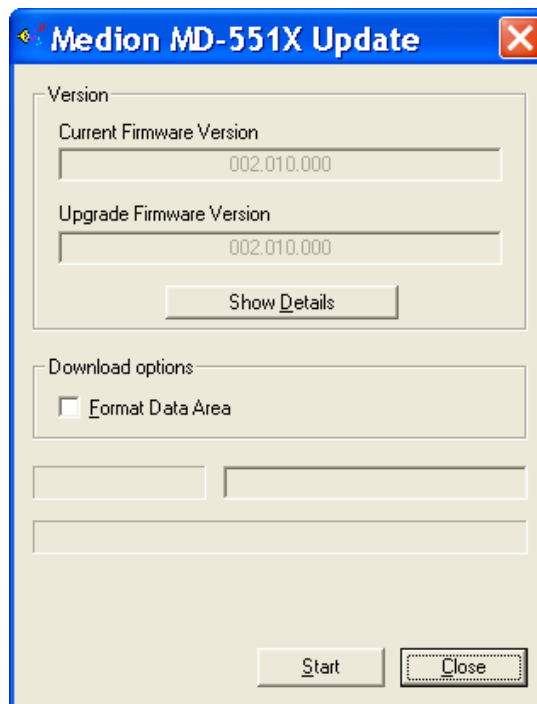 Medion MD-551X Update
Version
Current Firmware Version
002.010.000
Upgrade Firmware Version
002.010.000
Show Details
Download options
Format Data Area
Start
Close